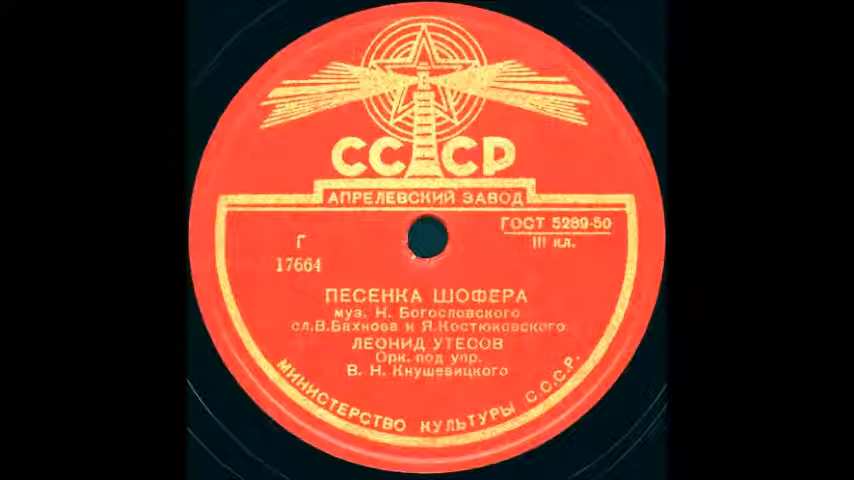 СССР
АПРЕЛЕВСКИЙ ЗАВОД
ГОСТ 5289-50
III кл.
Г
17664
ПЕСЕНКА ШОФЕРА
муз. Н. Богословского
сл. В. Бахнова и Я. Костюковского
ЛЕОНИД УТЕСОВ
Орк. под упр.
В. Н. Кнушевицкого
МИНИСТЕРСТВО КУЛЬТУРЫ С.С.С.Р.